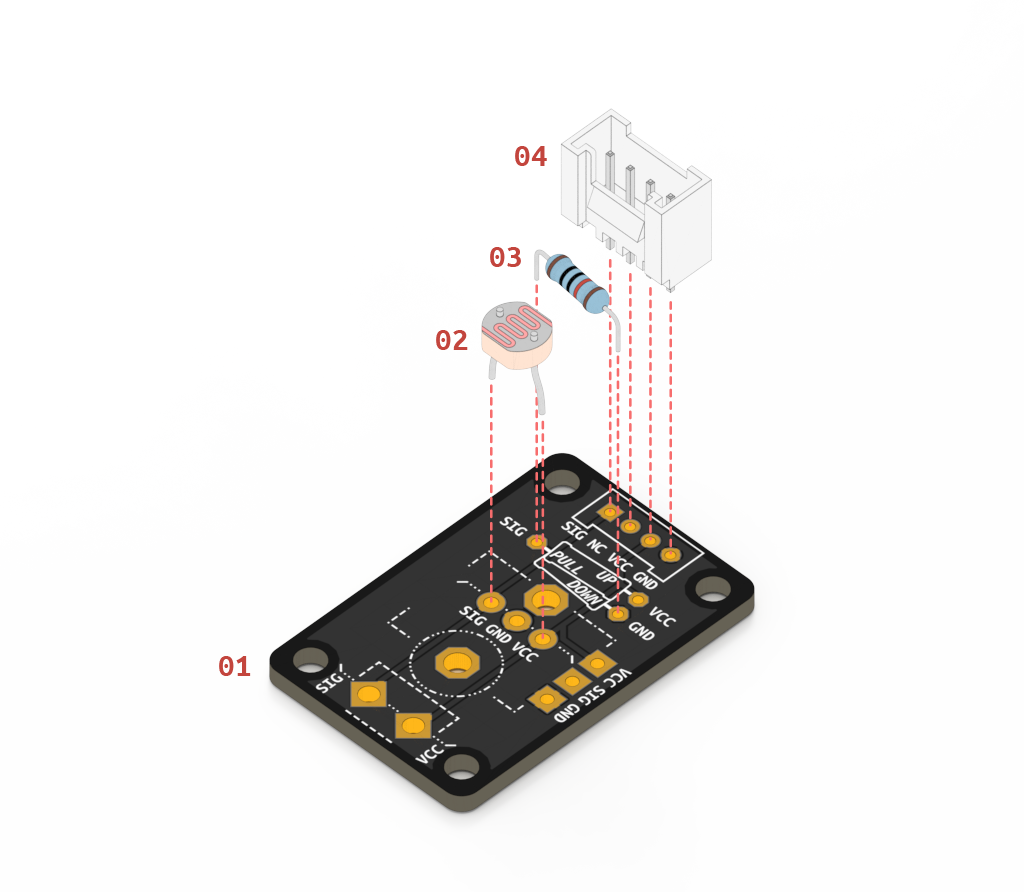 04
03
02
SIG
SIG NC VCC GND
PULL UP
DOWN
SIG GND VCC
VCC
GND
01
SIG
VCC SIG GND
VCC